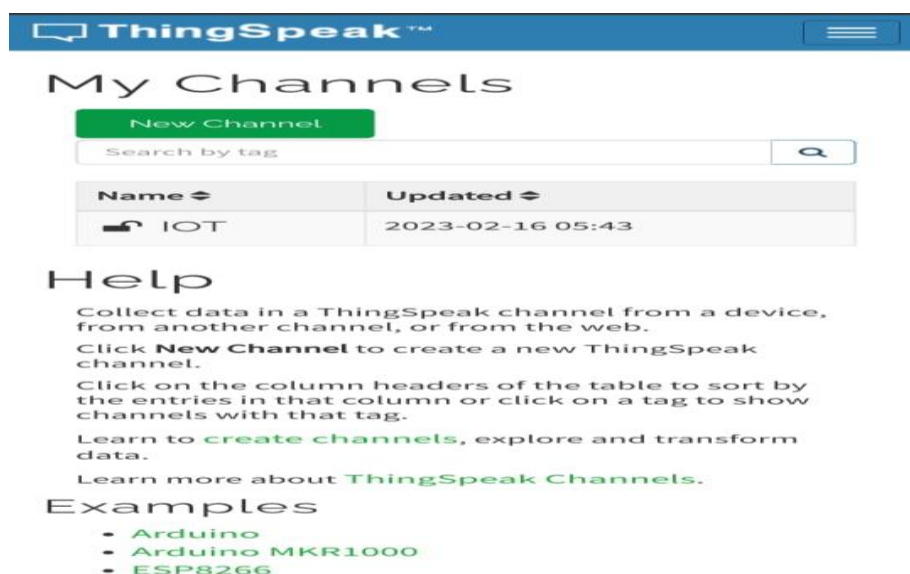 ThingSpeak™
My Channels
New Channel
Search by tag
Name Updated
IOT 2023-02-16 05:43
Help
Collect data in a ThingSpeak channel from a device,
from another channel, or from the web.
Click New Channel to create a new ThingSpeak
channel.
Click on the column headers of the table to sort by
the entries in that column or click on a tag to show
channels with that tag.
Learn to create channels, explore and transform
data.
Learn more about ThingSpeak Channels.
Examples
• Arduino
• Arduino MKR1000
• ESP8266